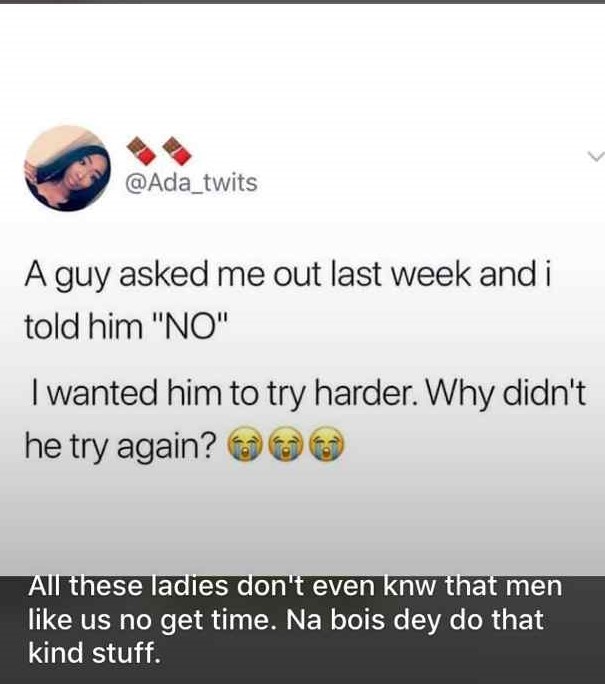 @Ada_twits
A guy asked me out last week and i
told him "NO"
I wanted him to try harder. Why didn't
he try again? 😭😭😭
All these ladies don't even knw that men
like us no get time. Na bois dey do that
kind stuff.